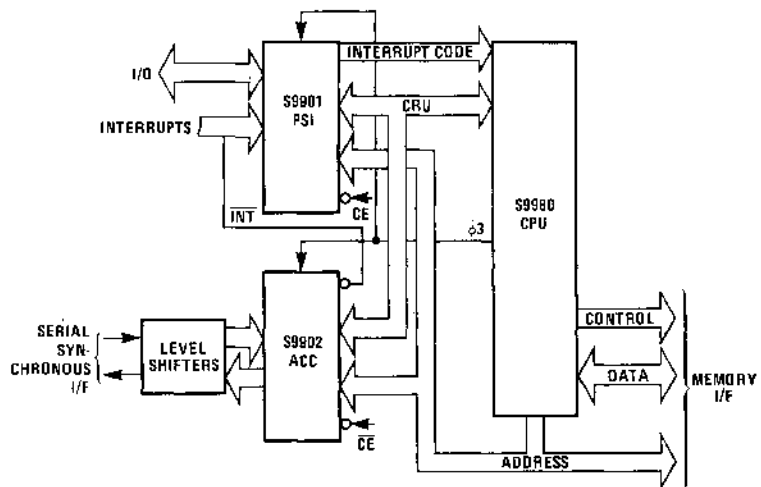 I/O
INTERRUPTS
S9901
PSI
INTERRUPT CODE
CRU
CE
INT
ϕ3
S9980
CPU
SERIAL
SYN-
CHRONOUS
I/F
LEVEL
SHIFTERS
S9902
ACC
CE
CONTROL
DATA
ADDRESS
MEMORY
I/F